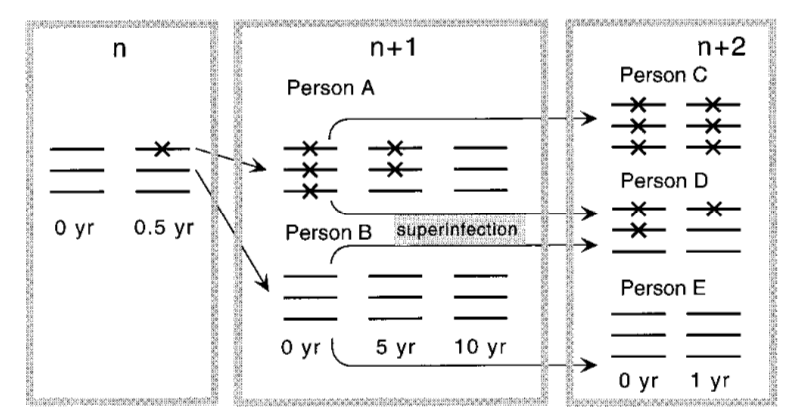 n
0 yr
0.5 yr
n+1
Person A
Person B
superinfection
0 yr
5 yr
10 yr
n+2
Person C
Person D
Person E
0 yr
1 yr